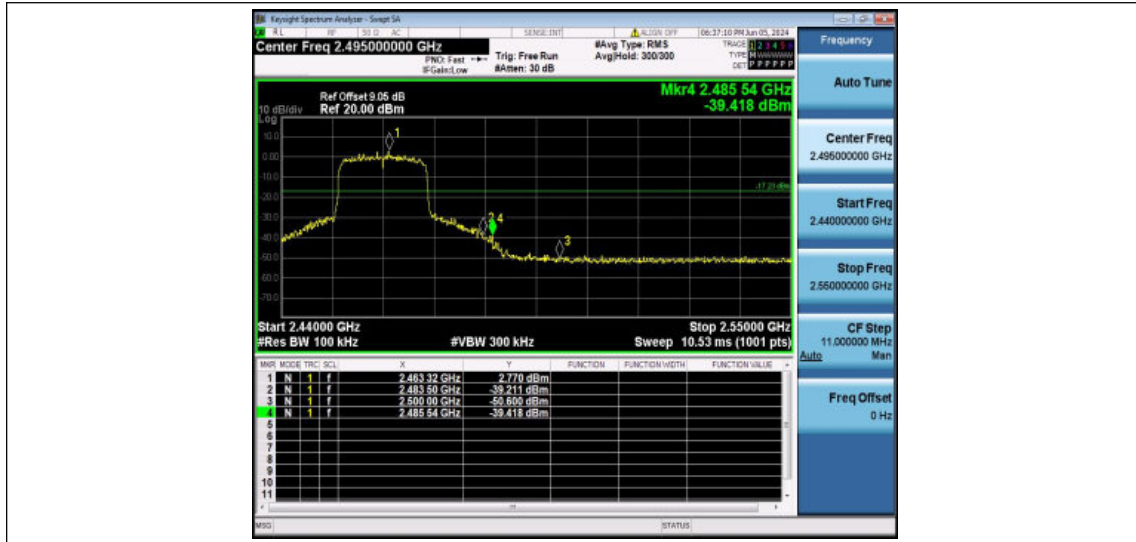 Keysight Spectrum Analyzer - Swept SA
RL RF 50 Ω AC SENSE:INT ALIGN OFF 06:37:10 PM Jun 05, 2024
Center Freq 2.495000000 GHz
PNO: Fast
IFGain:Low
Trig: Free Run
#Atten: 30 dB
#Avg Type: RMS
Avg|Hold: 300/300
TRACE 1 2 3 4 5 6
TYPE M WWWWW
DET P P P P P P
Frequency
Auto Tune
Center Freq
2.495000000 GHz
Start Freq
2.440000000 GHz
Stop Freq
2.550000000 GHz
CF Step
11.000000 MHz
Auto Man
Freq Offset
0 Hz
Mkr4 2.485 54 GHz
-39.418 dBm
Ref Offset 9.05 dB
10 dB/div Ref 20.00 dBm
Log
10.0
0.00
-10.0
-20.0
-30.0
-40.0
-50.0
-60.0
-70.0
1
2 4
3
-17.23 dBm
Start 2.44000 GHz Stop 2.55000 GHz
#Res BW 100 kHz #VBW 300 kHz Sweep 10.53 ms (1001 pts)
MKR MODE TRC SCL X Y FUNCTION FUNCTION WIDTH FUNCTION VALUE
1 N 1 f 2.463 32 GHz 2.770 dBm
2 N 1 f 2.483 50 GHz -39.211 dBm
3 N 1 f 2.500 00 GHz -50.600 dBm
4 N 1 f 2.485 54 GHz -39.418 dBm
5
6
7
8
9
10
11
MSG STATUS